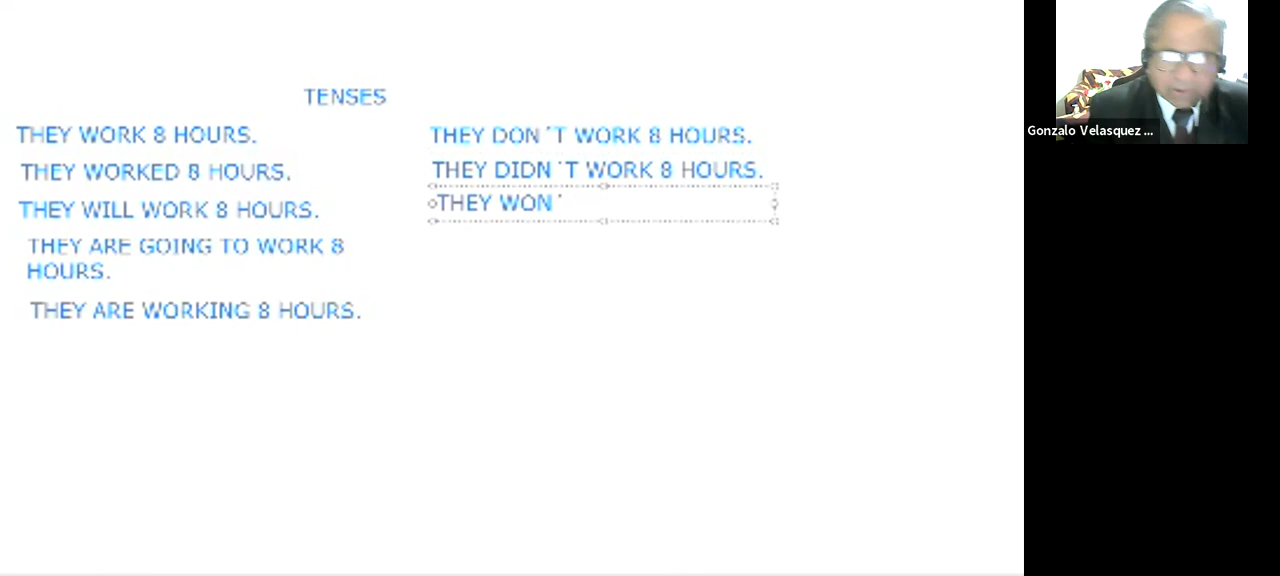 TENSES
THEY WORK 8 HOURS.
THEY WORKED 8 HOURS.
THEY WILL WORK 8 HOURS.
THEY ARE GOING TO WORK 8
HOURS.
THEY ARE WORKING 8 HOURS.
THEY DON´T WORK 8 HOURS.
THEY DIDN´T WORK 8 HOURS.
THEY WON´
Gonzalo Velasquez ...